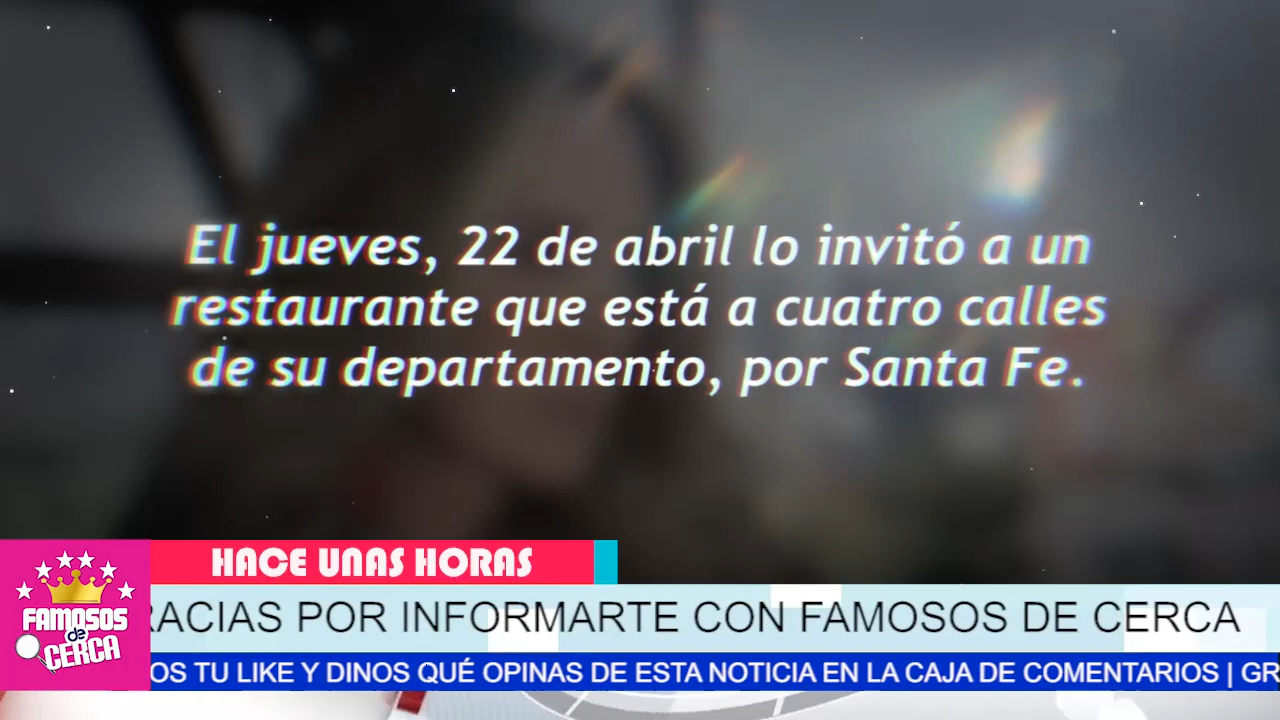 El jueves, 22 de abril lo invitó a un
restaurante que está a cuatro calles
de su departamento, por Santa Fe.
HACE UNAS HORAS
FAMOSOS
de
CERCA
RACIAS POR INFORMARTE CON FAMOSOS DE CERCA
OS TU LIKE Y DINOS QUÉ OPINAS DE ESTA NOTICIA EN LA CAJA DE COMENTARIOS | GR